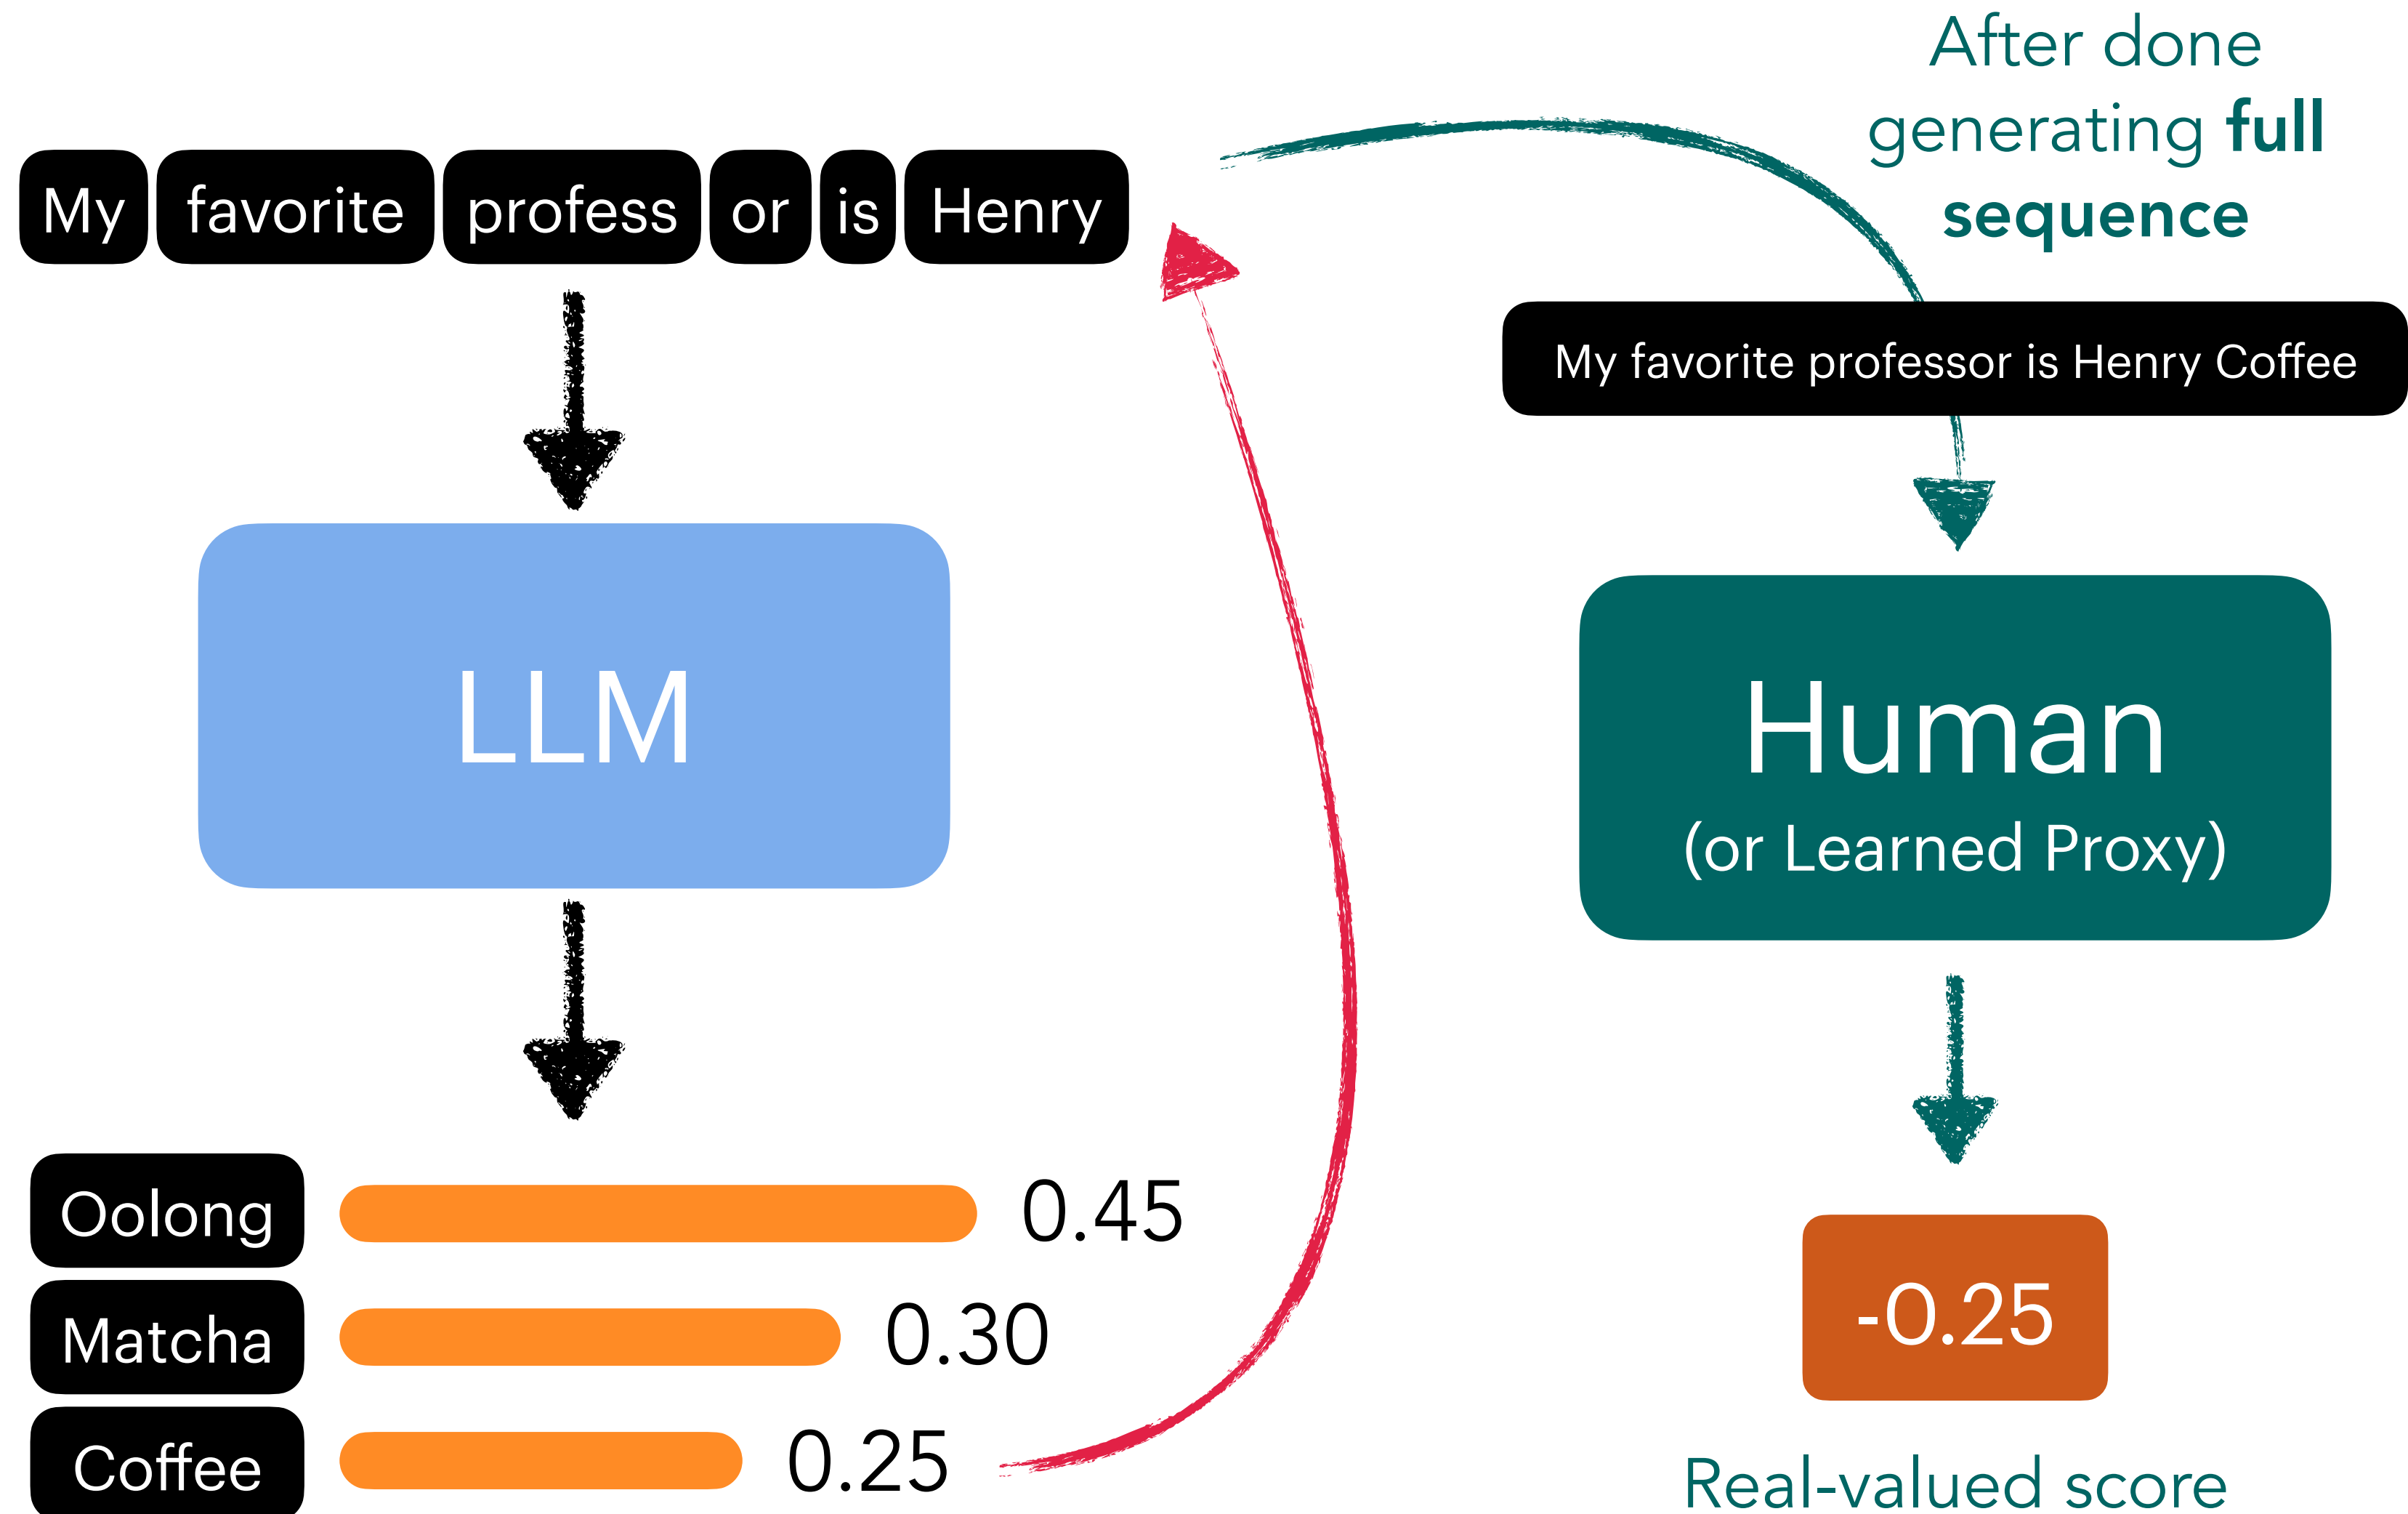 After done
generating full
sequence
My favorite profess or is Henry
My favorite professor is Henry Coffee
LLM
Human
(or Learned Proxy)
Oolong 0.45
Matcha 0.30
Coffee 0.25
-0.25
Real-valued score